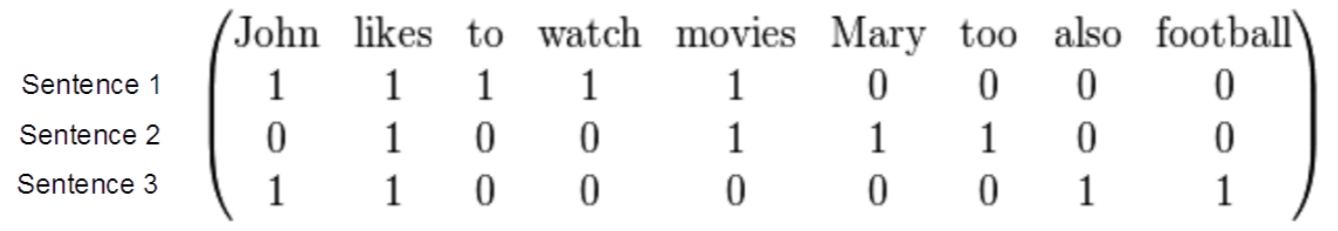 John likes to watch movies Mary too also football
Sentence 1 1 1 1 1 1 0 0 0 0
Sentence 2 0 1 0 0 1 1 1 0 0
Sentence 3 1 1 0 0 0 0 0 1 1